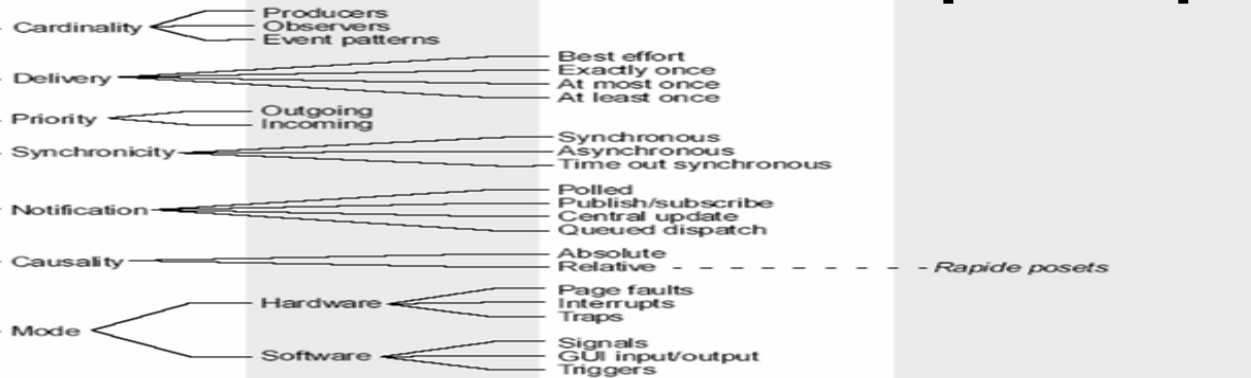 Cardinality
Producers
Observers
Event patterns
Delivery
Best effort
Exactly once
At most once
At least once
Priority
Outgoing
Incoming
Synchronicity
Synchronous
Asynchronous
Time out synchronous
Notification
Polled
Publish/subscribe
Central update
Queued dispatch
Causality
Absolute
Relative
Rapide posets
Mode
Hardware
Page faults
Interrupts
Traps
Software
Signals
GUI input/output
Triggers